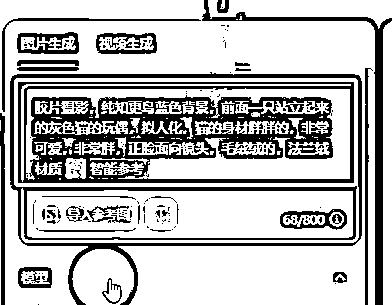 图片生成 视频生成
胶片摄影，纯知更鸟蓝色背景，前面一只站立起来
的灰色猫的玩偶，拟人化，猫的身材胖胖的，非常
可爱，非常胖，正脸面向镜头，毛绒绒的，法兰绒
材质 智能参考
导入参考图
68/800
模型